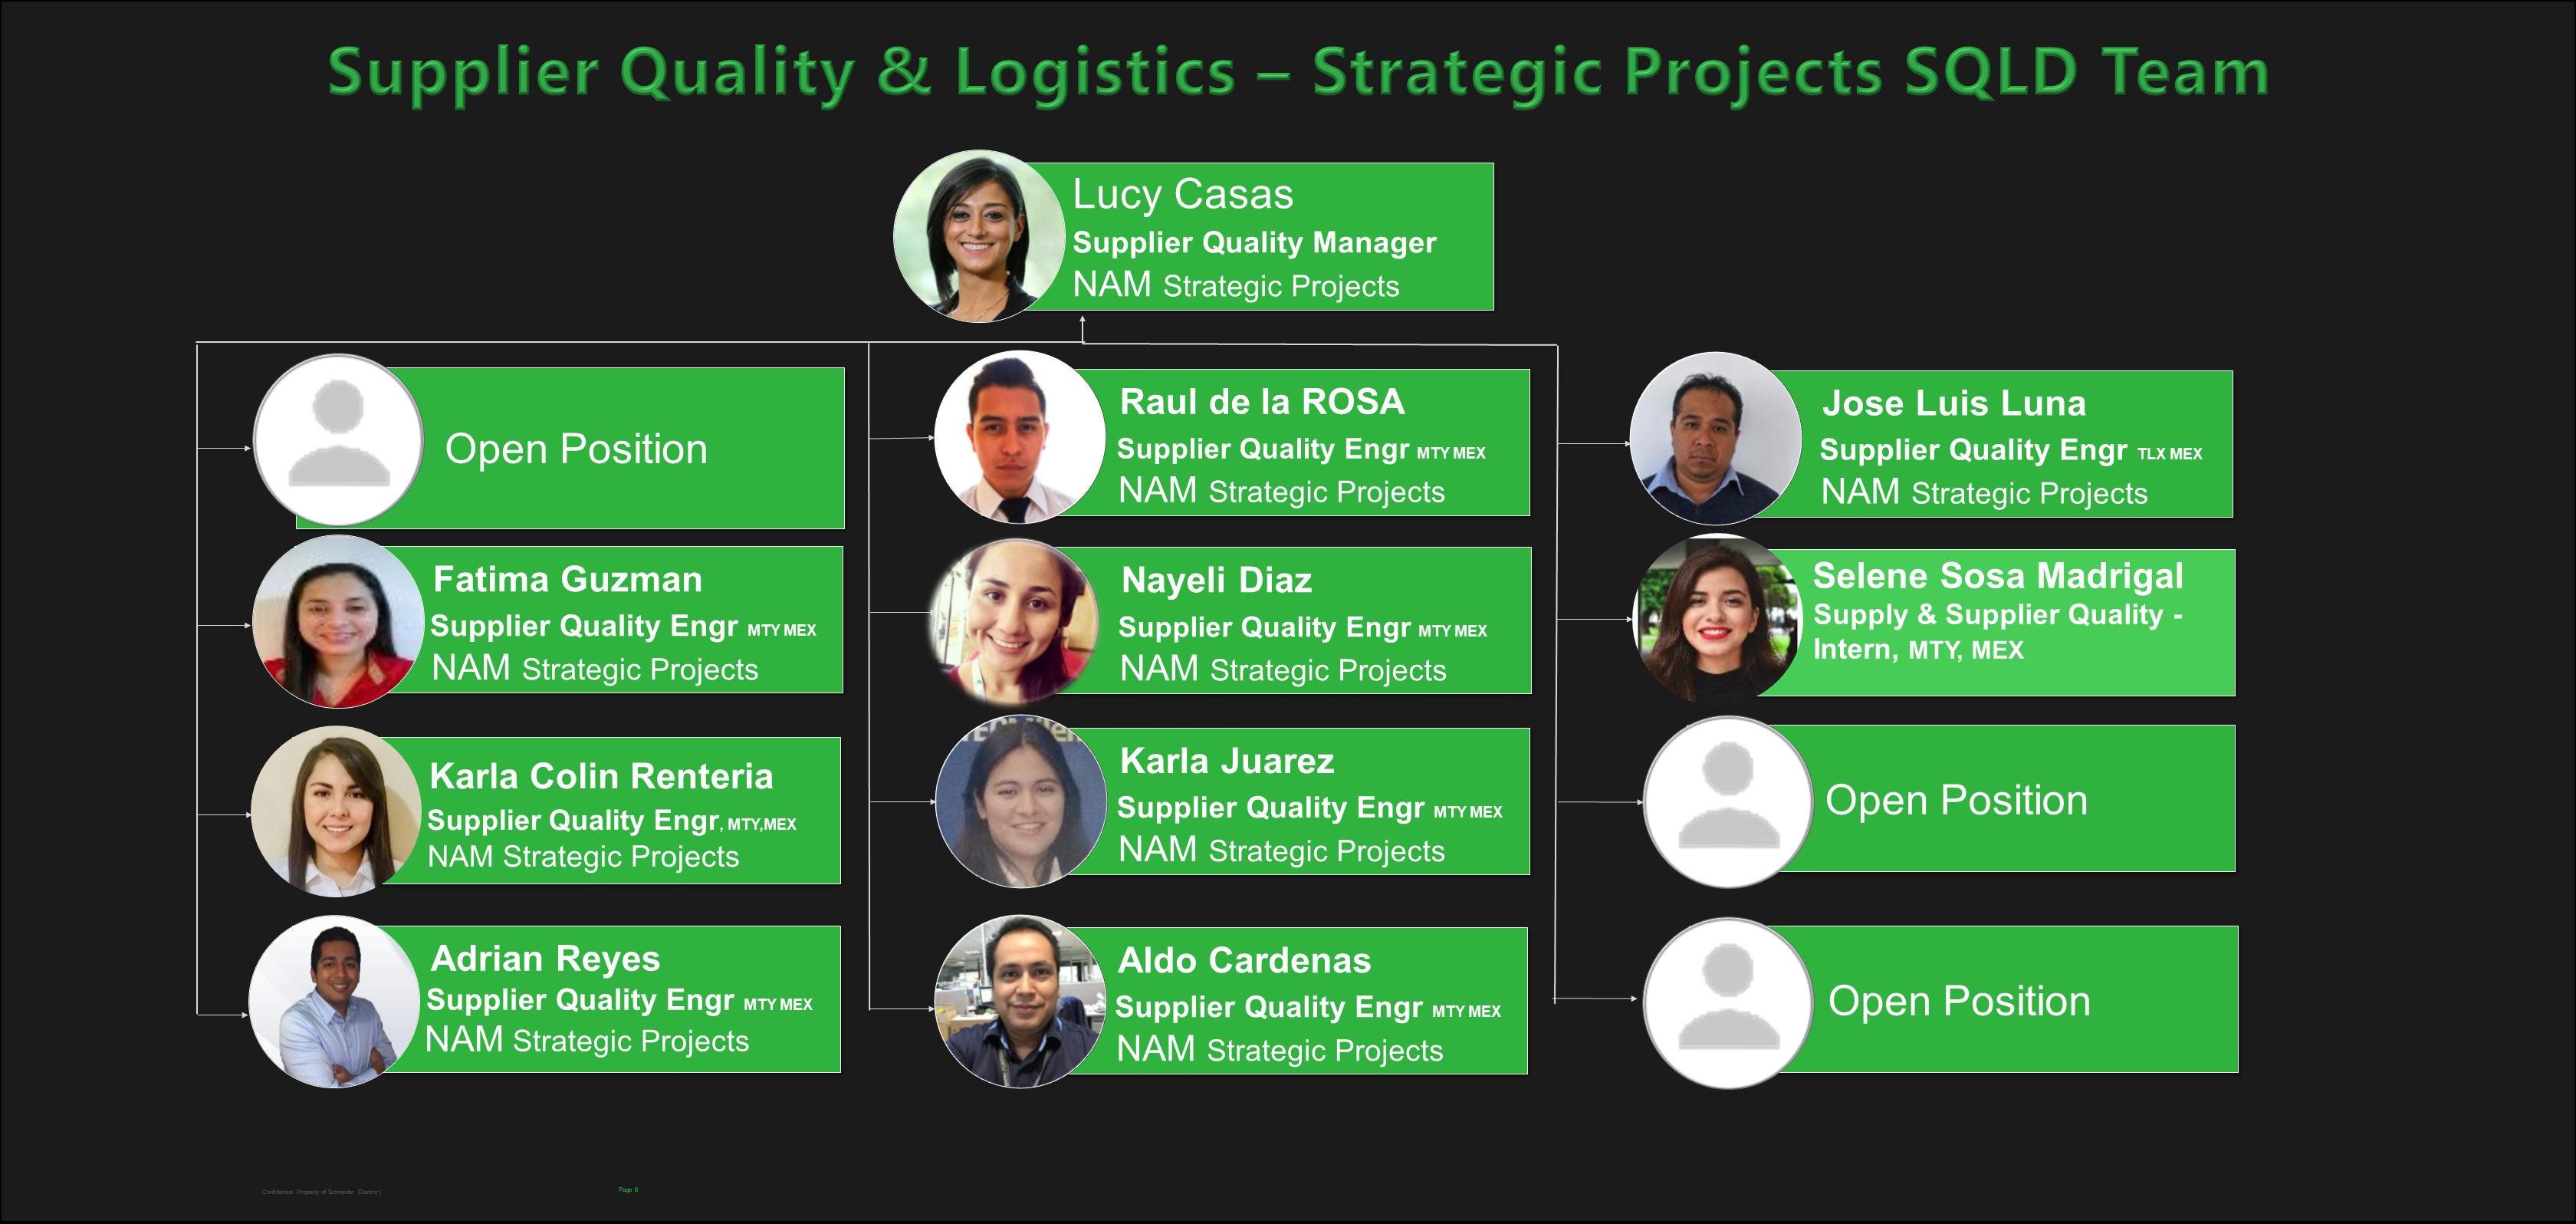 Supplier Quality & Logistics – Strategic Projects SQLD Team
Lucy Casas
Supplier Quality Manager
NAM Strategic Projects
Open Position
Fatima Guzman
Supplier Quality Engr MTY MEX
NAM Strategic Projects
Karla Colin Renteria
Supplier Quality Engr, MTY,MEX
NAM Strategic Projects
Adrian Reyes
Supplier Quality Engr MTY MEX
NAM Strategic Projects
Raul de la ROSA
Supplier Quality Engr MTY MEX
NAM Strategic Projects
Nayeli Diaz
Supplier Quality Engr MTY MEX
NAM Strategic Projects
Karla Juarez
Supplier Quality Engr MTY MEX
NAM Strategic Projects
Aldo Cardenas
Supplier Quality Engr MTY MEX
NAM Strategic Projects
Jose Luis Luna
Supplier Quality Engr TLX MEX
NAM Strategic Projects
Selene Sosa Madrigal
Supply & Supplier Quality -
Intern, MTY, MEX
Open Position
Open Position
Confidential Property of Schneider Electric |
Page 6